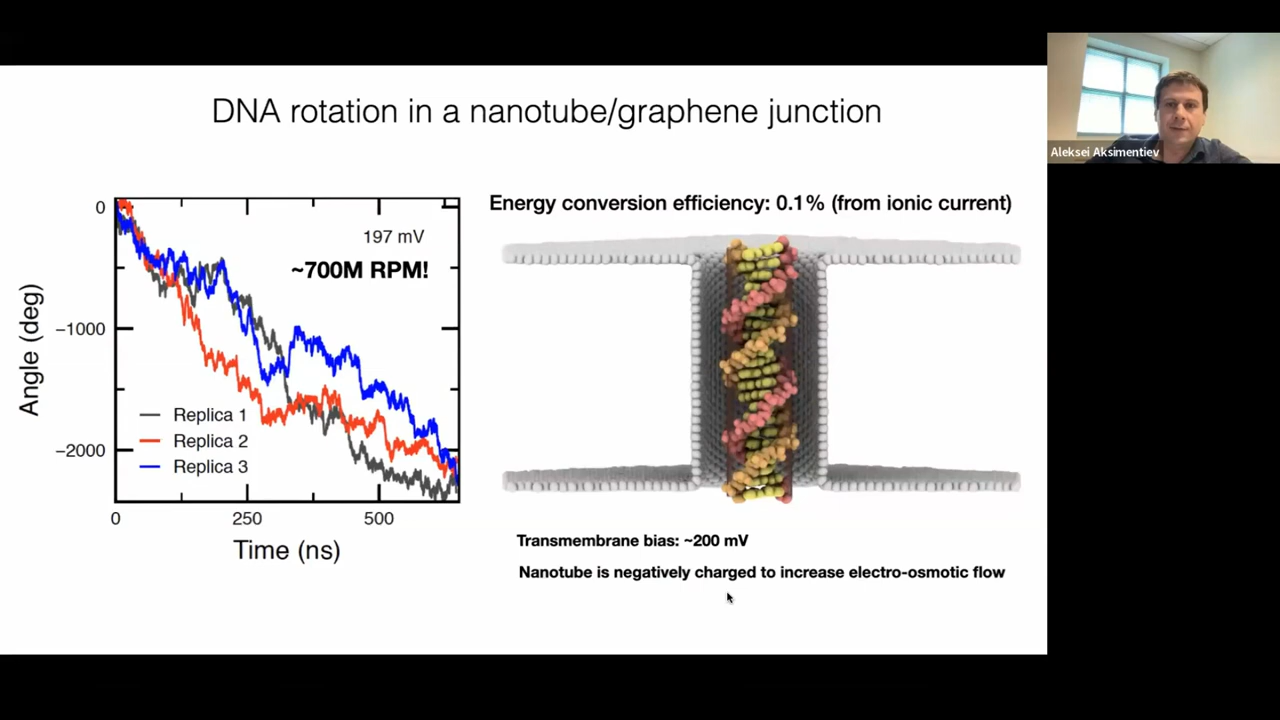 DNA rotation in a nanotube/graphene junction
Aleksei Aksimentiev
Energy conversion efficiency: 0.1% (from ionic current)
0
−1000
−2000
Angle (deg)
197 mV
~700M RPM!
Replica 1
Replica 2
Replica 3
0
250
500
Time (ns)
Transmembrane bias: ~200 mV
Nanotube is negatively charged to increase electro-osmotic flow